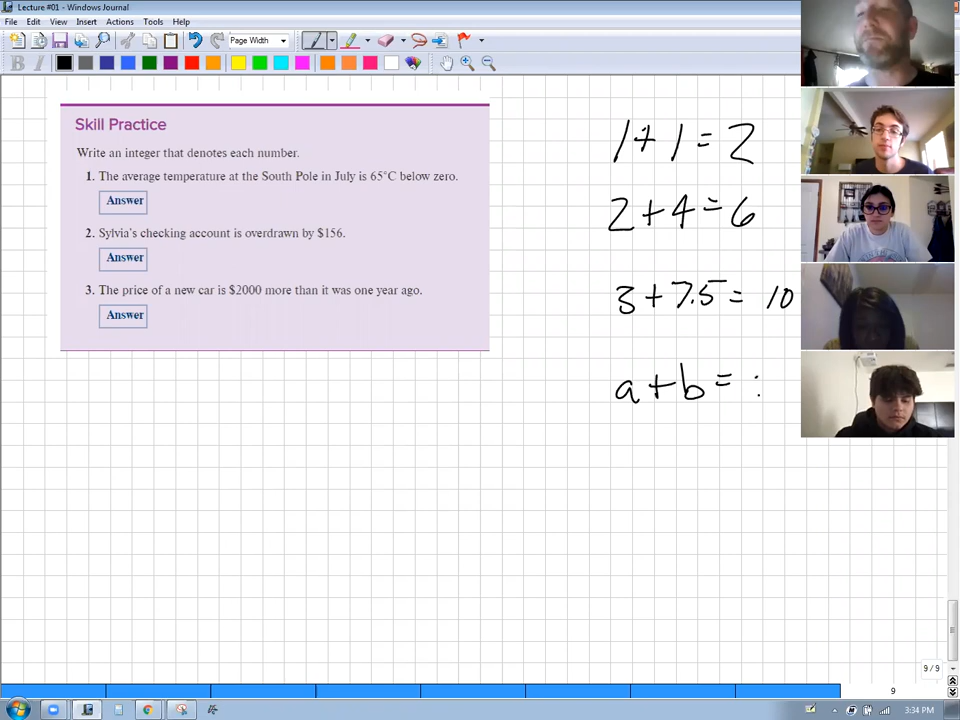 Lecture #01 - Windows Journal
File Edit View Insert Actions Tools Help
Page Width
Skill Practice
Write an integer that denotes each number.
1. The average temperature at the South Pole in July is 65°C below zero.
Answer
2. Sylvia's checking account is overdrawn by $156.
Answer
3. The price of a new car is $2000 more than it was one year ago.
Answer
1+1=2
2+4=6
3+7.5= 10
a+b=
9/9
9
3:34 PM